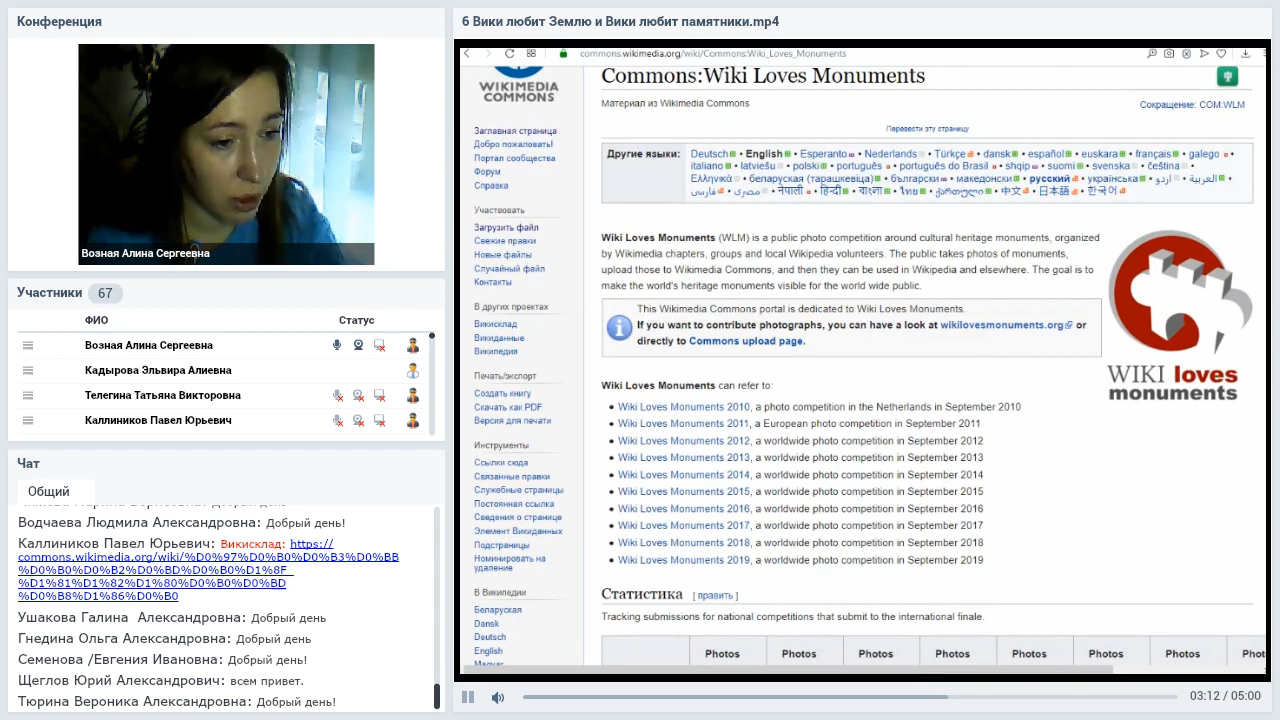 Конференция
Возная Алина Сергеевна
Участники 67
ФИО Статус
Возная Алина Сергеевна
Кадырова Эльвира Алиевна
Телегина Татьяна Викторовна
Каллиников Павел Юрьевич
Чат
Общий
Водчаева Людмила Александровна: Добрый день!
Каллиников Павел Юрьевич: Викисклад: https://
commons.wikimedia.org/wiki/%D0%97%D0%B0%D0%B3%D0%BB
%D0%B0%D0%B2%D0%BD%D0%B0%D1%8F_
%D1%81%D1%82%D1%80%D0%B0%D0%BD
%D0%B8%D1%86%D0%B0
Ушакова Галина Александровна: Добрый день
Гнедина Ольга Александровна: Добрый день
Семенова /Евгения Ивановна: Добрый день!
Щеглов Юрий Александрович: всем привет.
Тюрина Вероника Александровна: Добрый день!
6 Вики любит Землю и Вики любит памятники.mp4
commons.wikimedia.org/wiki/Commons:Wiki_Loves_Monuments
WIKIMEDIA
COMMONS
Заглавная страница
Добро пожаловать!
Портал сообщества
Форум
Справка
Участвовать
Загрузить файл
Свежие правки
Новые файлы
Случайный файл
Контакты
В других проектах
Викисклад
Викиданные
Википедия
Печать/экспорт
Создать книгу
Скачать как PDF
Версия для печати
Инструменты
Ссылки сюда
Связанные правки
Служебные страницы
Постоянная ссылка
Сведения о странице
Элемент Викиданных
Подстраницы
Номинировать на
удаление
В Википедии
Беларуская
Dansk
Deutsch
English
Magyar
Commons:Wiki Loves Monuments
Материал из Wikimedia Commons
Сокращение: COM:WLM
Перевести эту страницу
Другие языки: Deutsch • English • Esperanto • Nederlands • Türkçe • dansk • español • euskara • français • galego •
italiano • latviešu • polski • português • português do Brasil • shqip • suomi • svenska • čeština •
Ελληνικά • беларуская (тарашкевіца) • български • македонски • русский • українська • اردو • العربية •
فارسی • مصرى • नेपाली • हिन्दी • বাংলা • ไทย • ქართული • 中文 • 日本語 • 한국어
Wiki Loves Monuments (WLM) is a public photo competition around cultural heritage monuments, organized
by Wikimedia chapters, groups and local Wikipedia volunteers. The public takes photos of monuments,
upload those to Wikimedia Commons, and then they can be used in Wikipedia and elsewhere. The goal is to
make the world's heritage monuments visible for the world wide public.
This Wikimedia Commons portal is dedicated to Wiki Loves Monuments.
If you want to contribute photographs, you can have a look at wikilovesmonuments.org or
directly to Commons upload page.
WIKI loves
monuments
Wiki Loves Monuments can refer to:
• Wiki Loves Monuments 2010, a photo competition in the Netherlands in September 2010
• Wiki Loves Monuments 2011, a European photo competition in September 2011
• Wiki Loves Monuments 2012, a worldwide photo competition in September 2012
• Wiki Loves Monuments 2013, a worldwide photo competition in September 2013
• Wiki Loves Monuments 2014, a worldwide photo competition in September 2014
• Wiki Loves Monuments 2015, a worldwide photo competition in September 2015
• Wiki Loves Monuments 2016, a worldwide photo competition in September 2016
• Wiki Loves Monuments 2017, a worldwide photo competition in September 2017
• Wiki Loves Monuments 2018, a worldwide photo competition in September 2018
• Wiki Loves Monuments 2019, a worldwide photo competition in September 2019
Статистика [ править ]
Tracking submissions for national competitions that submit to the international finale.
Photos Photos Photos Photos Photos Photos Photos Phot
03:12 / 05:00